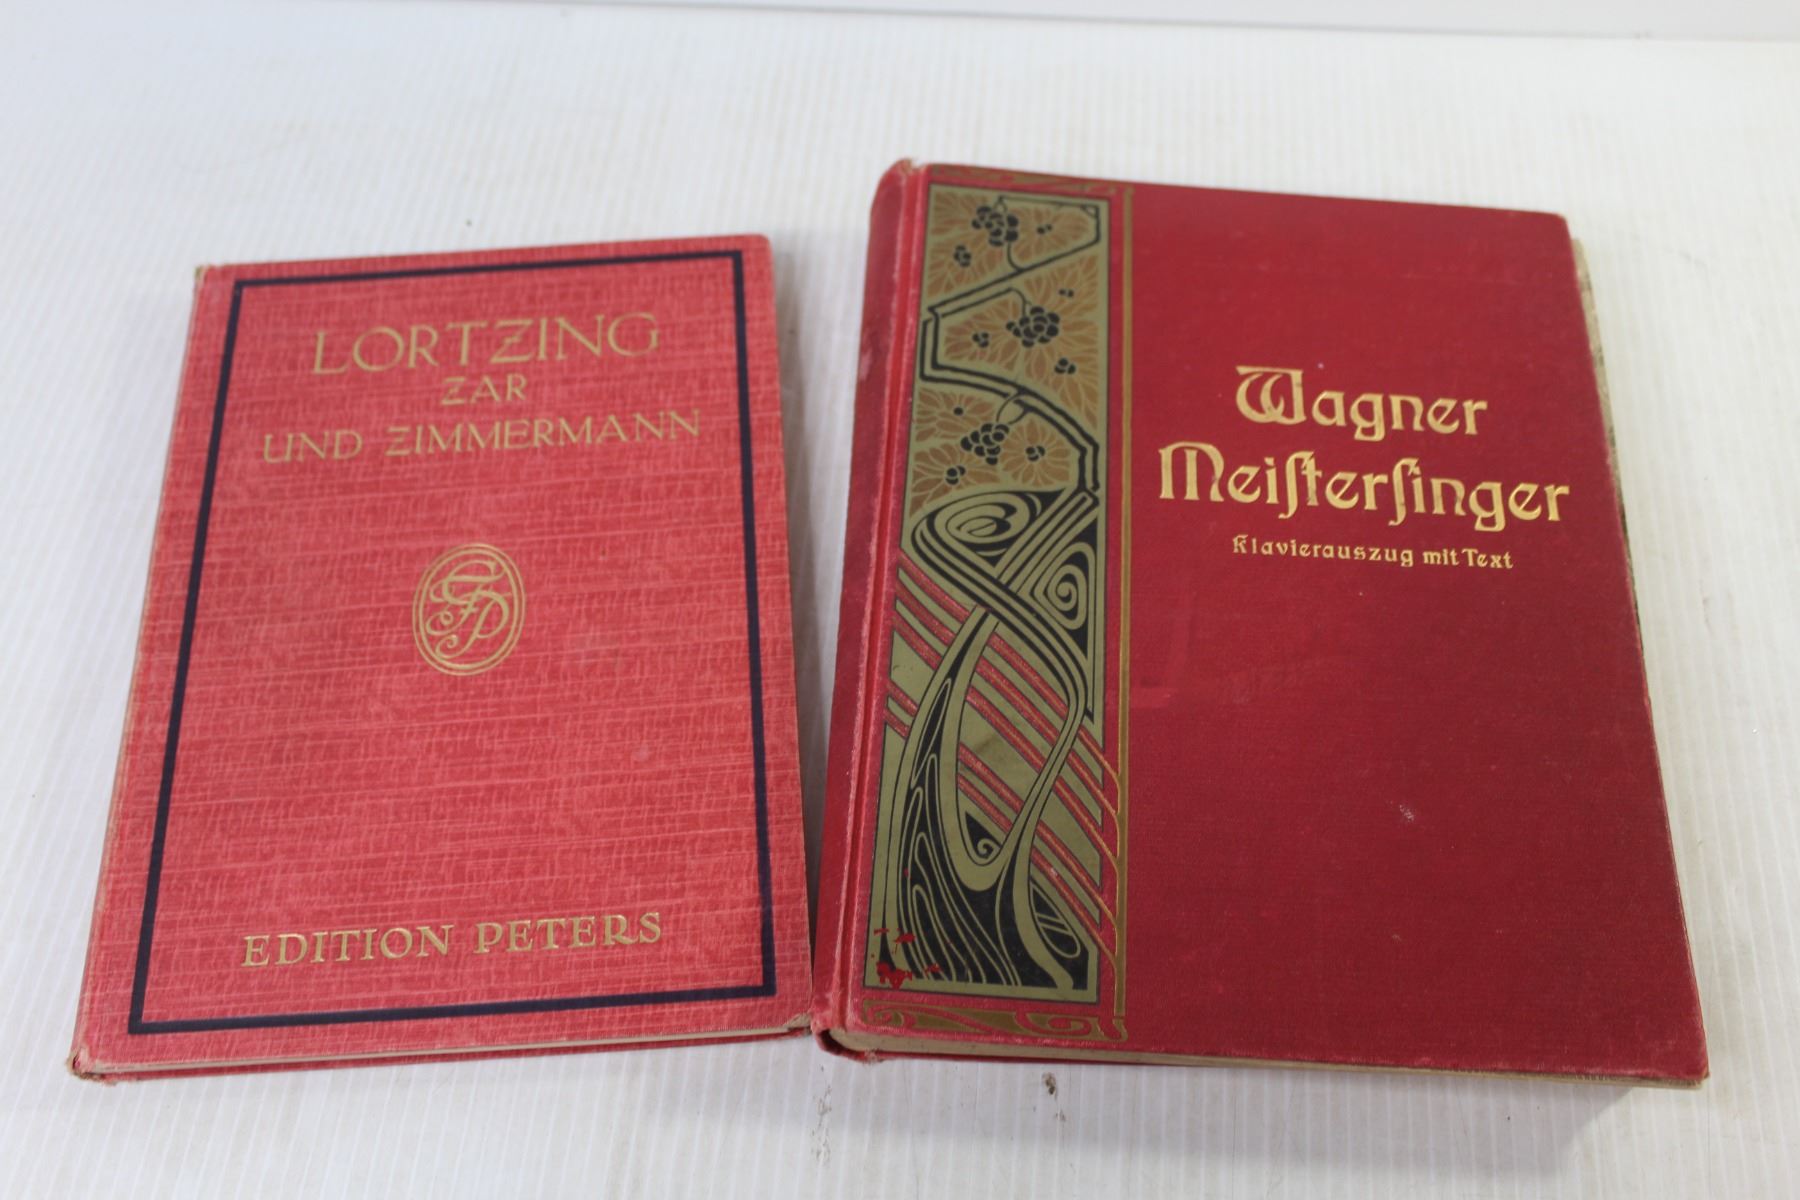 LORTZING
ZAR
UND ZIMMERMANN
EDITION PETERS
Wagner
Meiſterſinger
Klavierauszug mit Text